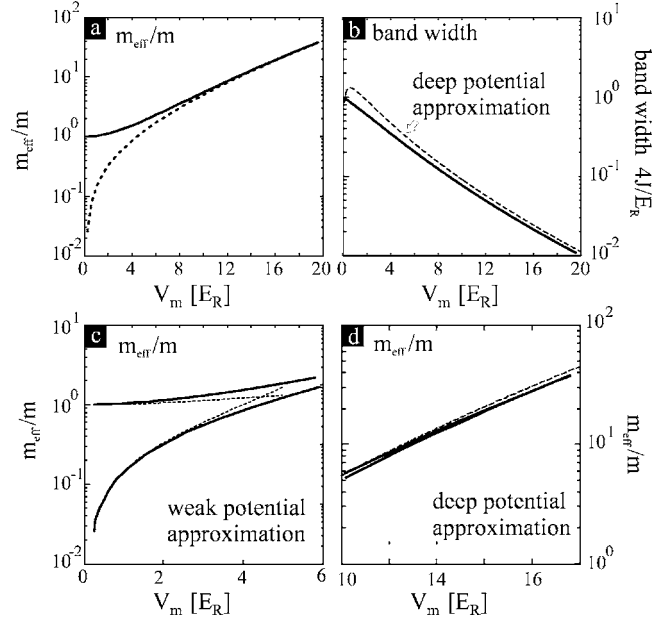 a
m_eff/m
10^2
10^1
10^0
10^-1
10^-2
m_eff/m
0 4 8 12 16 20
V_m [E_R]
b
band width
deep potential
approximation
10^1
10^0
10^-1
10^-2
band width 4J/E_R
0 4 8 12 16 20
V_m [E_R]
c
m_eff/m
10^1
10^0
10^-1
10^-2
m_eff/m
weak potential
approximation
0 2 4 6
V_m [E_R]
d
m_eff/m
10^2
10^1
10^0
m_eff/m
deep potential
approximation
10 14 16
V_m [E_R]